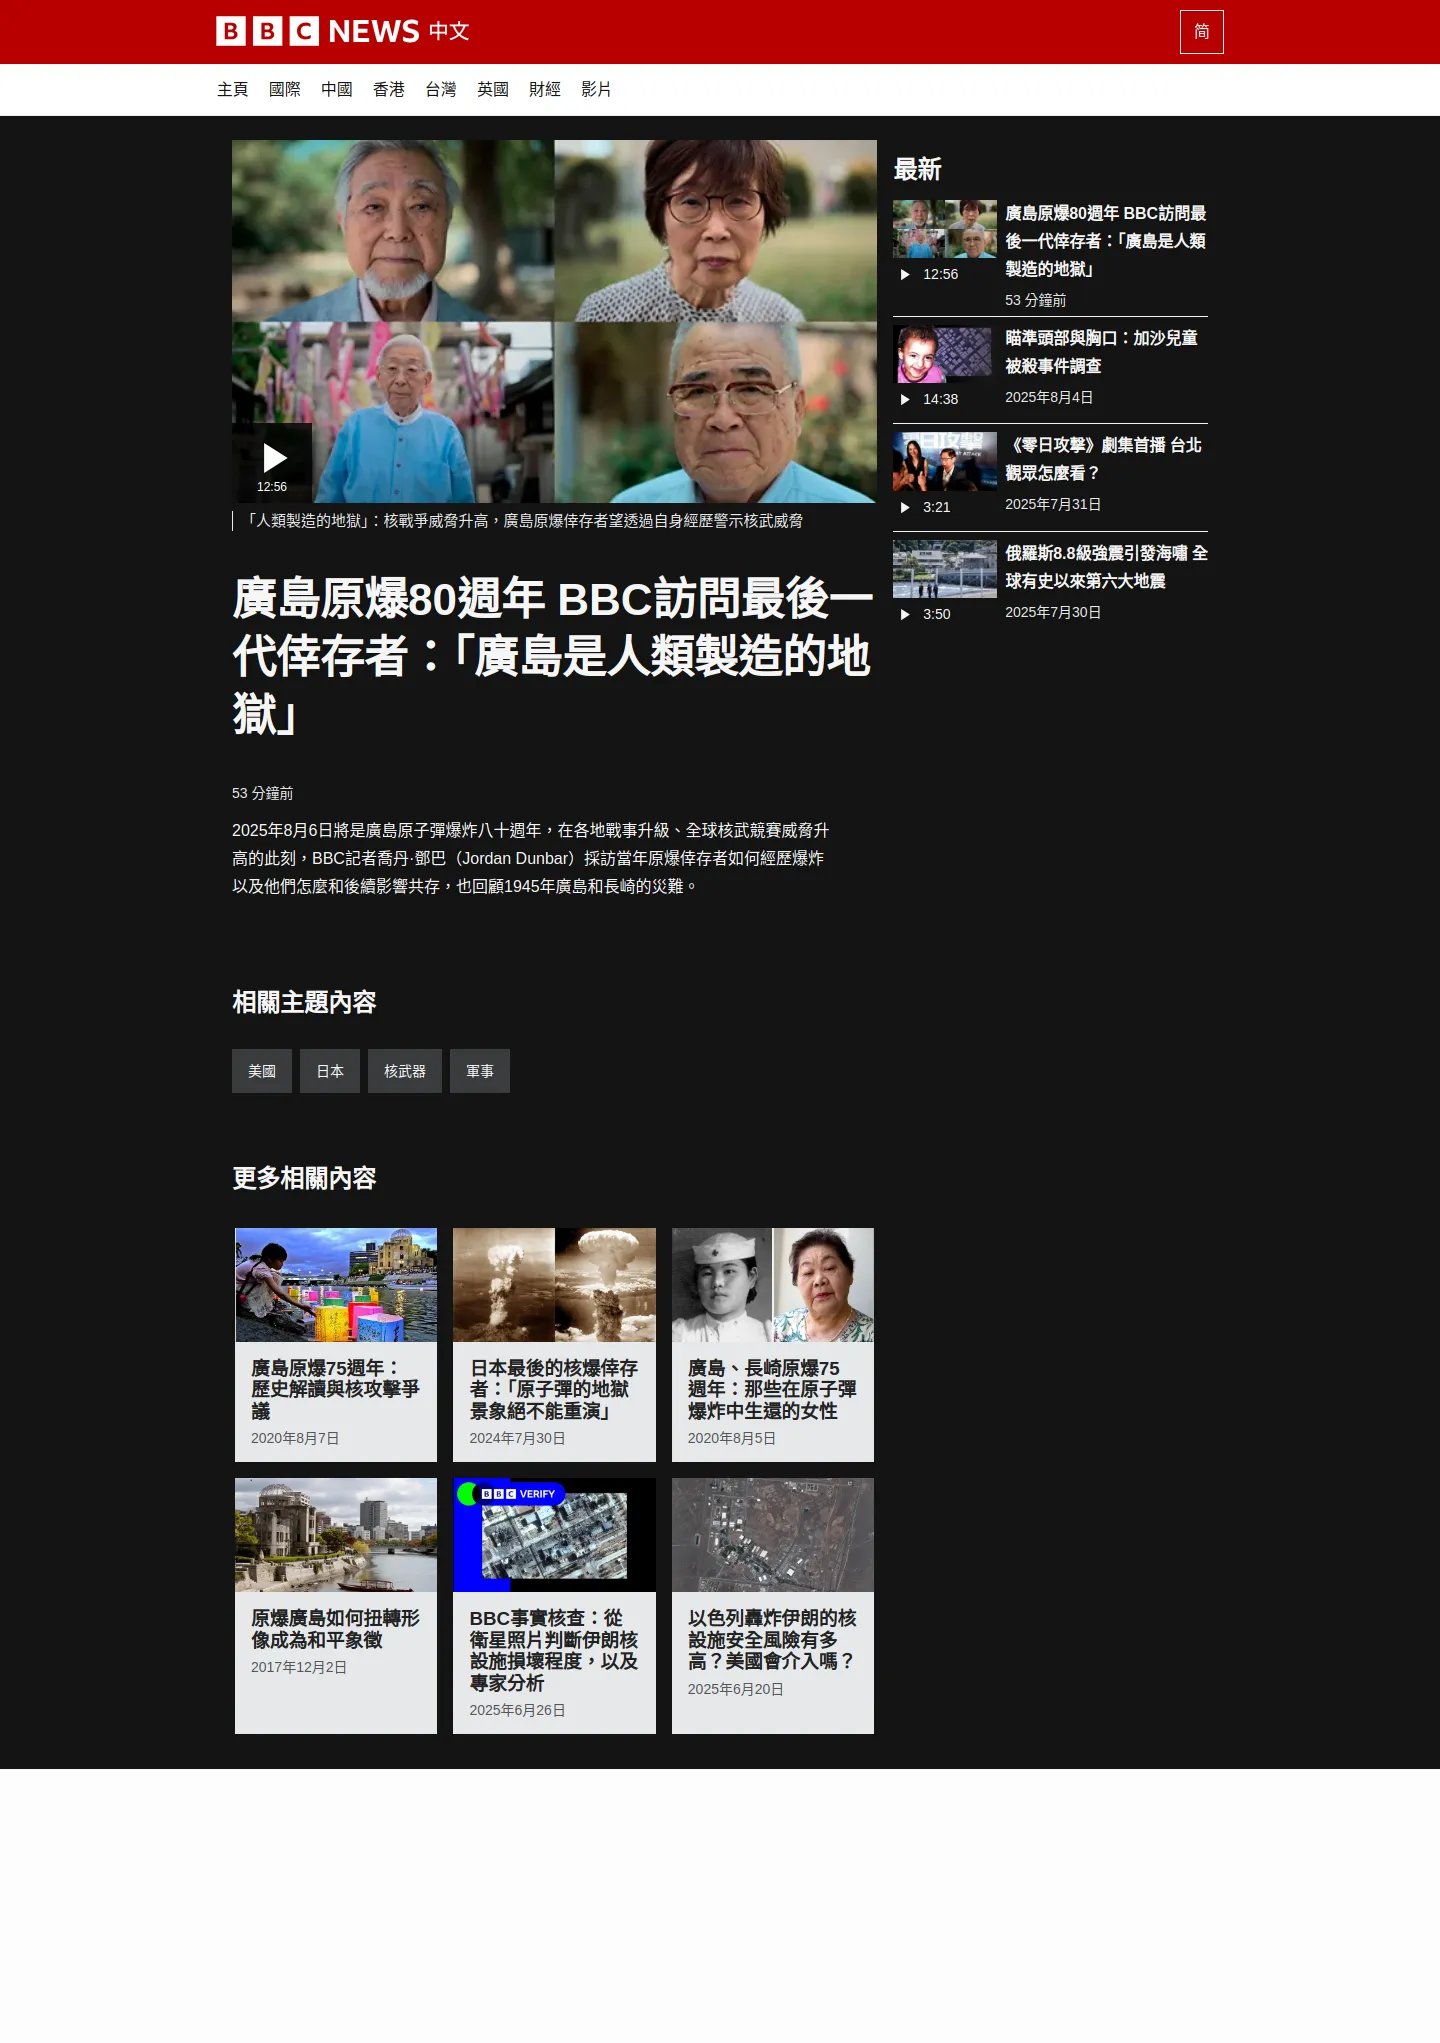 BBC NEWS 中文
简
主頁 國際 中國 香港 台灣 英國 財經 影片
12:56
「人類製造的地獄」：核戰爭威脅升高，廣島原爆倖存者望透過自身經歷警示核武威脅
廣島原爆80週年 BBC訪問最後一
代倖存者：「廣島是人類製造的地
獄」
53 分鐘前
2025年8月6日將是廣島原子彈爆炸八十週年，在各地戰事升級、全球核武競賽威脅升
高的此刻，BBC記者喬丹·鄧巴（Jordan Dunbar）採訪當年原爆倖存者如何經歷爆炸
以及他們怎麼和後續影響共存，也回顧1945年廣島和長崎的災難。
最新
廣島原爆80週年 BBC訪問最
後一代倖存者：「廣島是人類
製造的地獄」
12:56
53 分鐘前
瞄準頭部與胸口：加沙兒童
被殺事件調查
14:38
2025年8月4日
《零日攻擊》劇集首播 台北
觀眾怎麼看？
3:21
2025年7月31日
俄羅斯8.8級強震引發海嘯 全
球有史以來第六大地震
3:50
2025年7月30日
相關主題內容
美國 日本 核武器 軍事
更多相關內容
廣島原爆75週年：
歷史解讀與核攻擊爭
議
2020年8月7日
日本最後的核爆倖存
者：「原子彈的地獄
景象絕不能重演」
2024年7月30日
廣島、長崎原爆75
週年：那些在原子彈
爆炸中生還的女性
2020年8月5日
原爆廣島如何扭轉形
像成為和平象徵
2017年12月2日
BBC VERIFY
BBC事實核查：從
衛星照片判斷伊朗核
設施損壞程度，以及
專家分析
2025年6月26日
以色列轟炸伊朗的核
設施安全風險有多
高？美國會介入嗎？
2025年6月20日